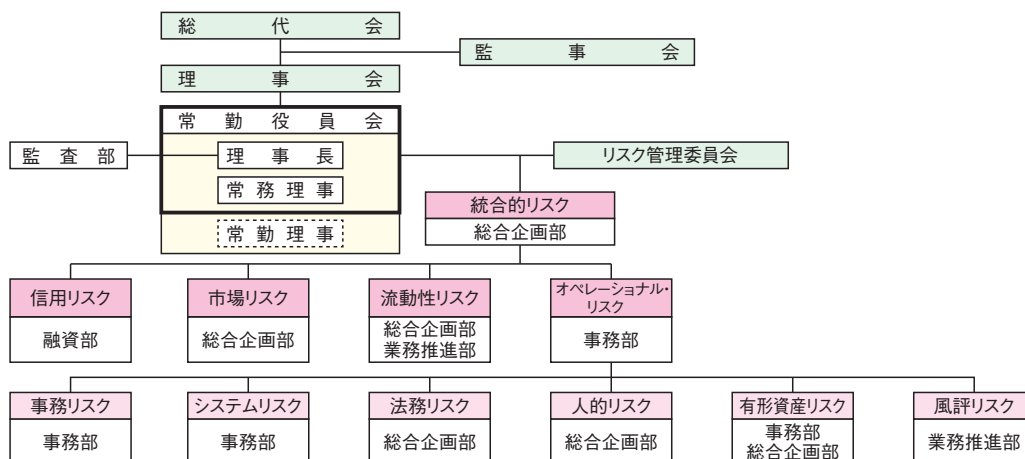 総代会
監事会
理事会
常勤役員会
監査部
理事長
リスク管理委員会
常務理事
統合的リスク
総合企画部
常勤理事
信用リスク
融資部
市場リスク
総合企画部
流動性リスク
総合企画部
業務推進部
オペレーショナル・
リスク
事務部
事務リスク
事務部
システムリスク
事務部
法務リスク
総合企画部
人的リスク
総合企画部
有形資産リスク
事務部
総合企画部
風評リスク
業務推進部